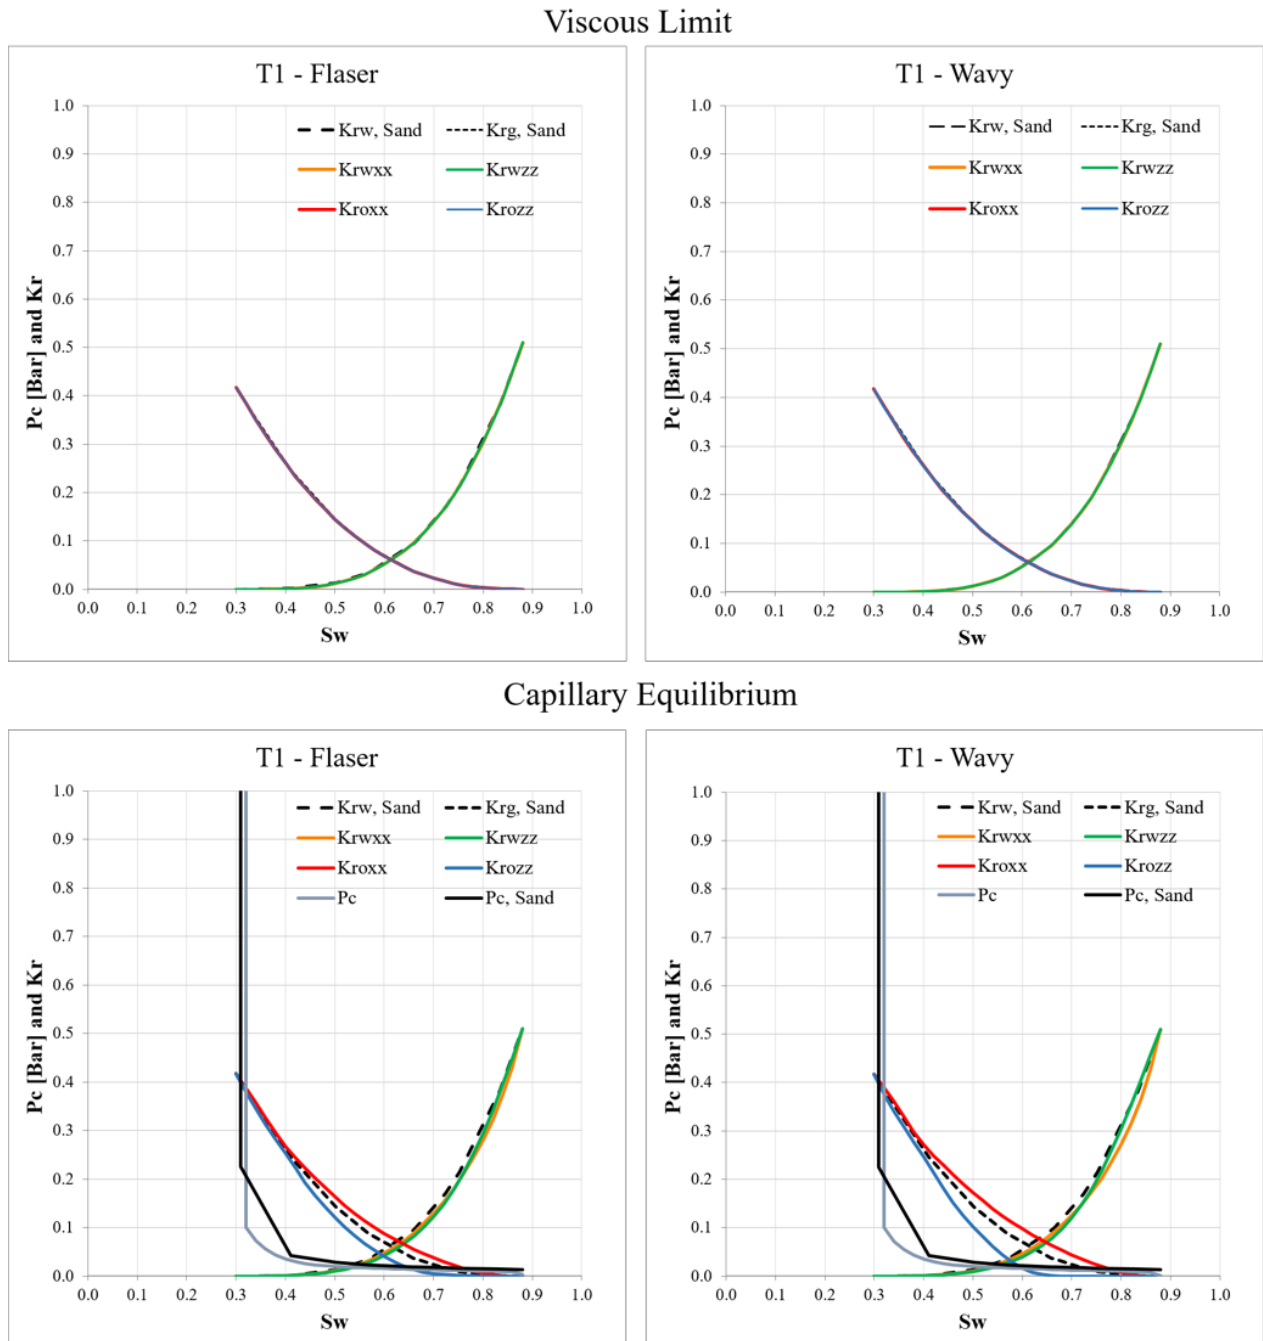 Viscous Limit
T1 - Flaser
Krw, Sand Krg, Sand
Krwxx Krwzz
Kroxx Krozz
1.0
0.9
0.8
0.7
0.6
0.5
0.4
0.3
0.2
0.1
0.0
Pc [Bar] and Kr
0.0 0.1 0.2 0.3 0.4 0.5 0.6 0.7 0.8 0.9 1.0
Sw
T1 - Wavy
Krw, Sand Krg, Sand
Krwxx Krwzz
Kroxx Krozz
1.0
0.9
0.8
0.7
0.6
0.5
0.4
0.3
0.2
0.1
0.0
Pc [Bar] and Kr
0.0 0.1 0.2 0.3 0.4 0.5 0.6 0.7 0.8 0.9 1.0
Sw
Capillary Equilibrium
T1 - Flaser
Krw, Sand Krg, Sand
Krwxx Krwzz
Kroxx Krozz
Pc Pc, Sand
1.0
0.9
0.8
0.7
0.6
0.5
0.4
0.3
0.2
0.1
0.0
Pc [Bar] and Kr
0.0 0.1 0.2 0.3 0.4 0.5 0.6 0.7 0.8 0.9 1.0
Sw
T1 - Wavy
Krw, Sand Krg, Sand
Krwxx Krwzz
Kroxx Krozz
Pc Pc, Sand
1.0
0.9
0.8
0.7
0.6
0.5
0.4
0.3
0.2
0.1
0.0
Pc [Bar] and Kr
0.0 0.1 0.2 0.3 0.4 0.5 0.6 0.7 0.8 0.9 1.0
Sw